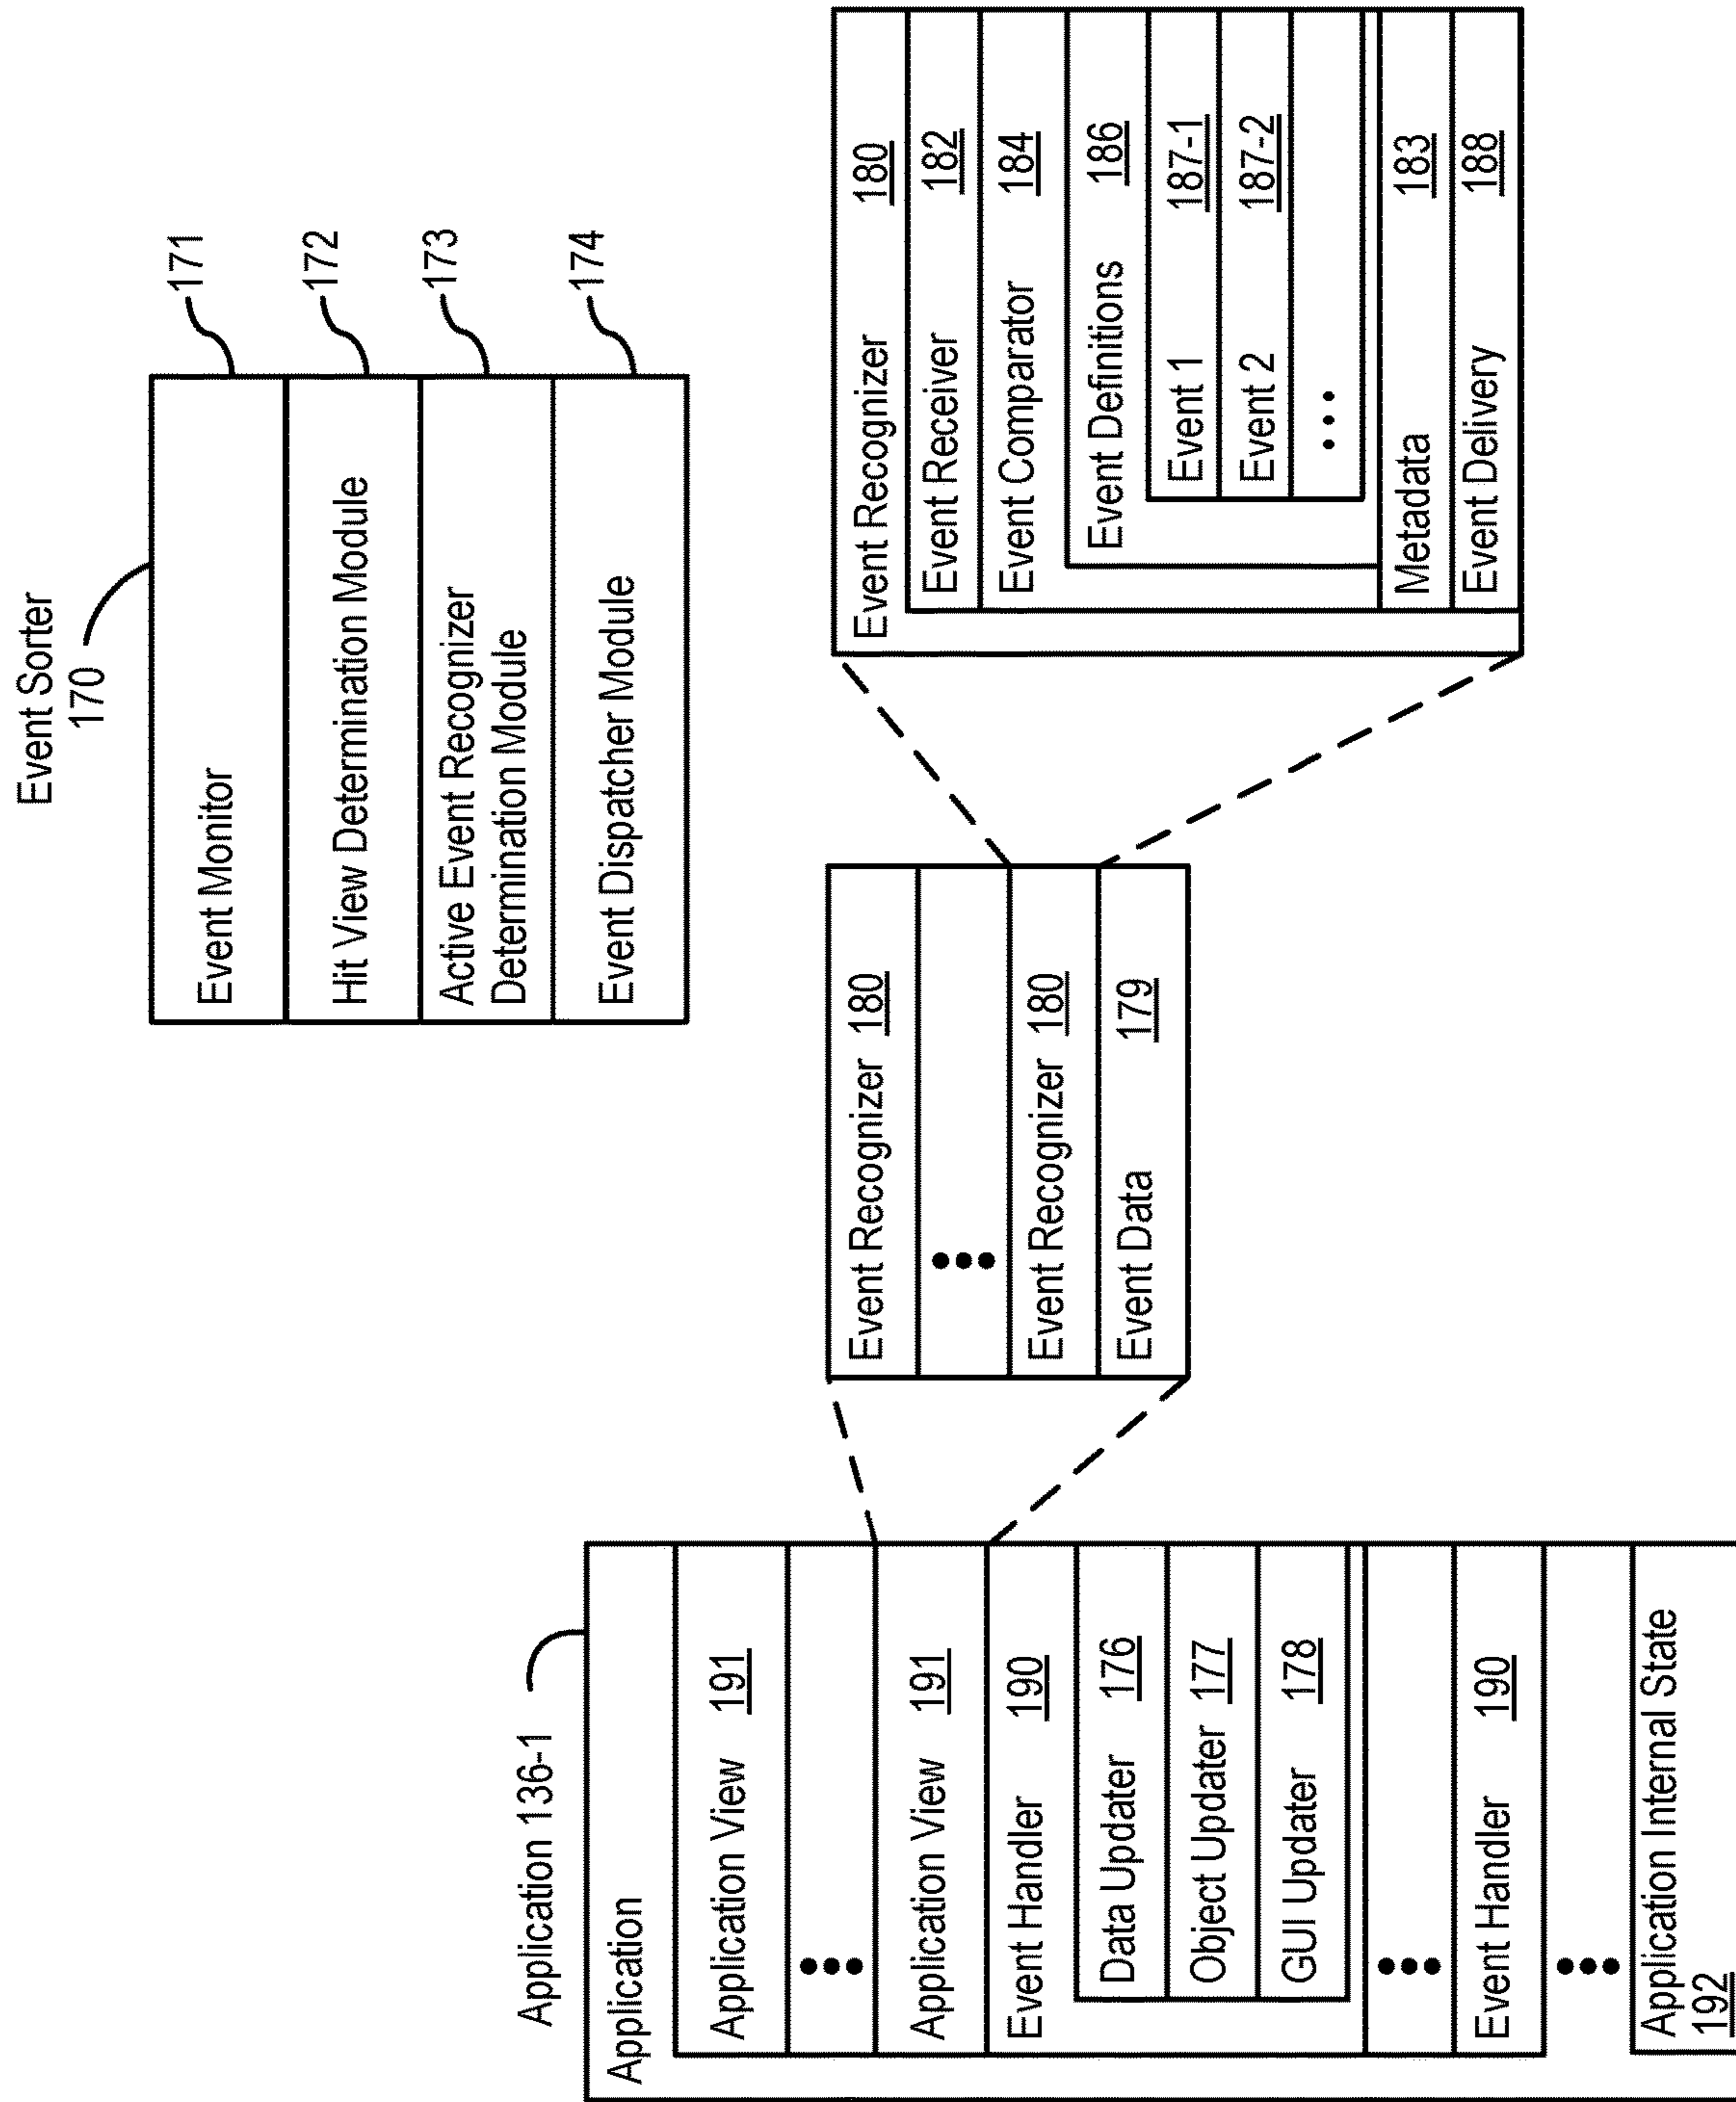 Event Sorter
170
Event Monitor
171
Hit View Determination Module
172
Active Event Recognizer
Determination Module
173
Event Dispatcher Module
174
Application 136-1
Application
Application View 191
•••
Application View 191
Event Handler 190
Data Updater 176
Object Updater 177
GUI Updater 178
•••
Event Handler 190
•••
Application Internal State
192
Event Recognizer 180
•••
Event Recognizer 180
Event Data 179
Event Recognizer 180
Event Receiver 182
Event Comparator 184
Event Definitions 186
Event 1 187-1
Event 2 187-2
•••
Metadata 183
Event Delivery 188